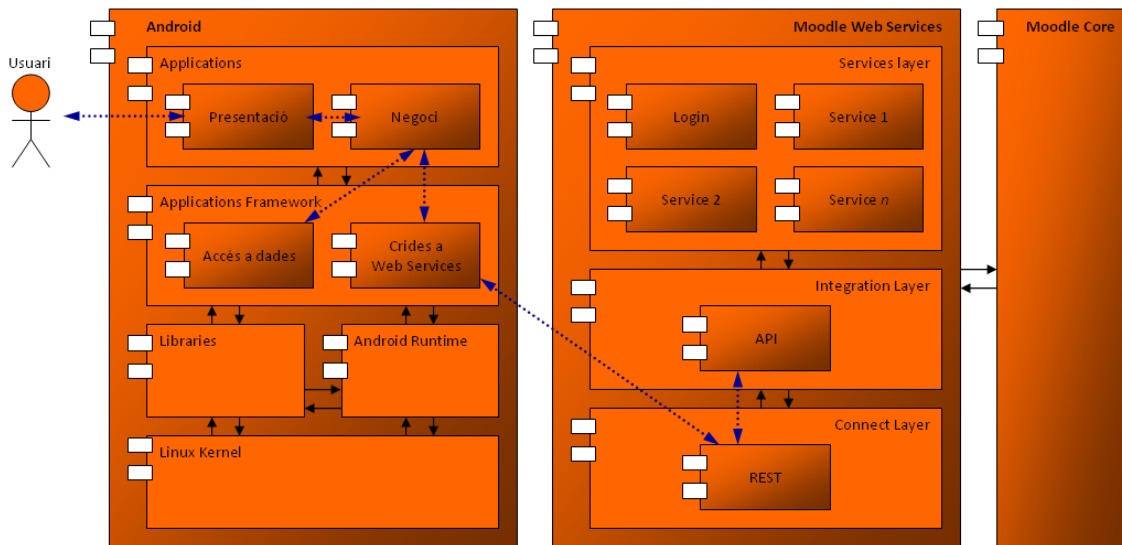 Usuari
Android
Applications
Presentació
Negoci
Applications Framework
Accés a dades
Crides a
Web Services
Libraries
Android Runtime
Linux Kernel
Moodle Web Services
Services layer
Login
Service 1
Service 2
Service n
Integration Layer
API
Connect Layer
REST
Moodle Core